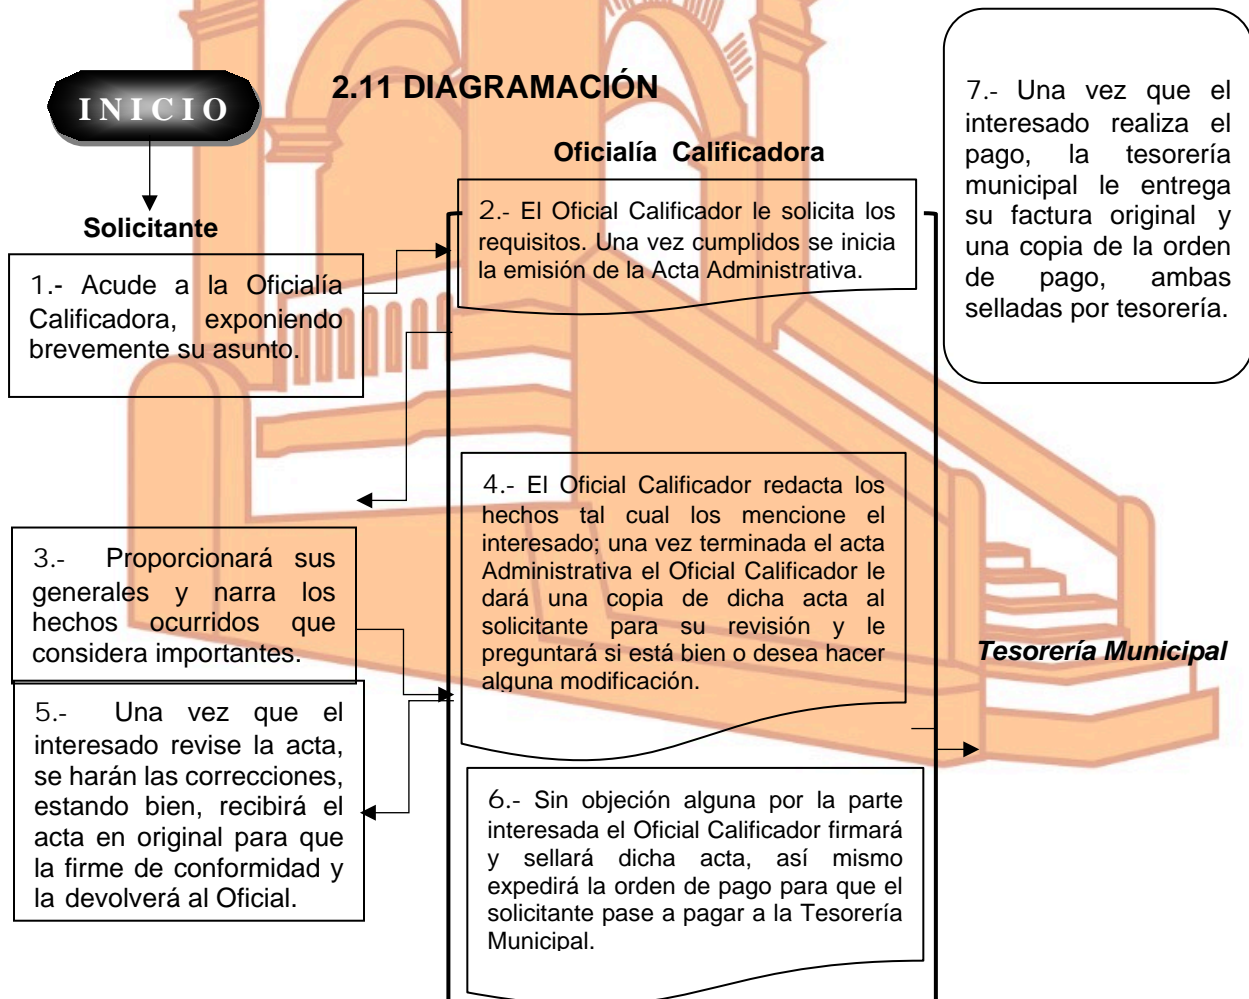 2.11 DIAGRAMACIÓN
INICIO
Solicitante
1.- Acude a la Oficialía
Calificadora, exponiendo
brevemente su asunto.
Oficialía Calificadora
2.- El Oficial Calificador le solicita los
requisitos. Una vez cumplidos se inicia
la emisión de la Acta Administrativa.
3.- Proporcionará sus
generales y narra los
hechos ocurridos que
considera importantes.
4.- El Oficial Calificador redacta los
hechos tal cual los mencione el
interesado; una vez terminada el acta
Administrativa el Oficial Calificador le
dará una copia de dicha acta al
solicitante para su revisión y le
preguntará si está bien o desea hacer
alguna modificación.
5.- Una vez que el
interesado revise la acta,
se harán las correcciones,
estando bien, recibirá el
acta en original para que
la firme de conformidad y
la devolverá al Oficial.
6.- Sin objeción alguna por la parte
interesada el Oficial Calificador firmará
y sellará dicha acta, así mismo
expedirá la orden de pago para que el
solicitante pase a pagar a la Tesorería
Municipal.
Tesorería Municipal
7.- Una vez que el
interesado realiza el
pago, la tesorería
municipal le entrega
su factura original y
una copia de la orden
de pago, ambas
selladas por tesorería.